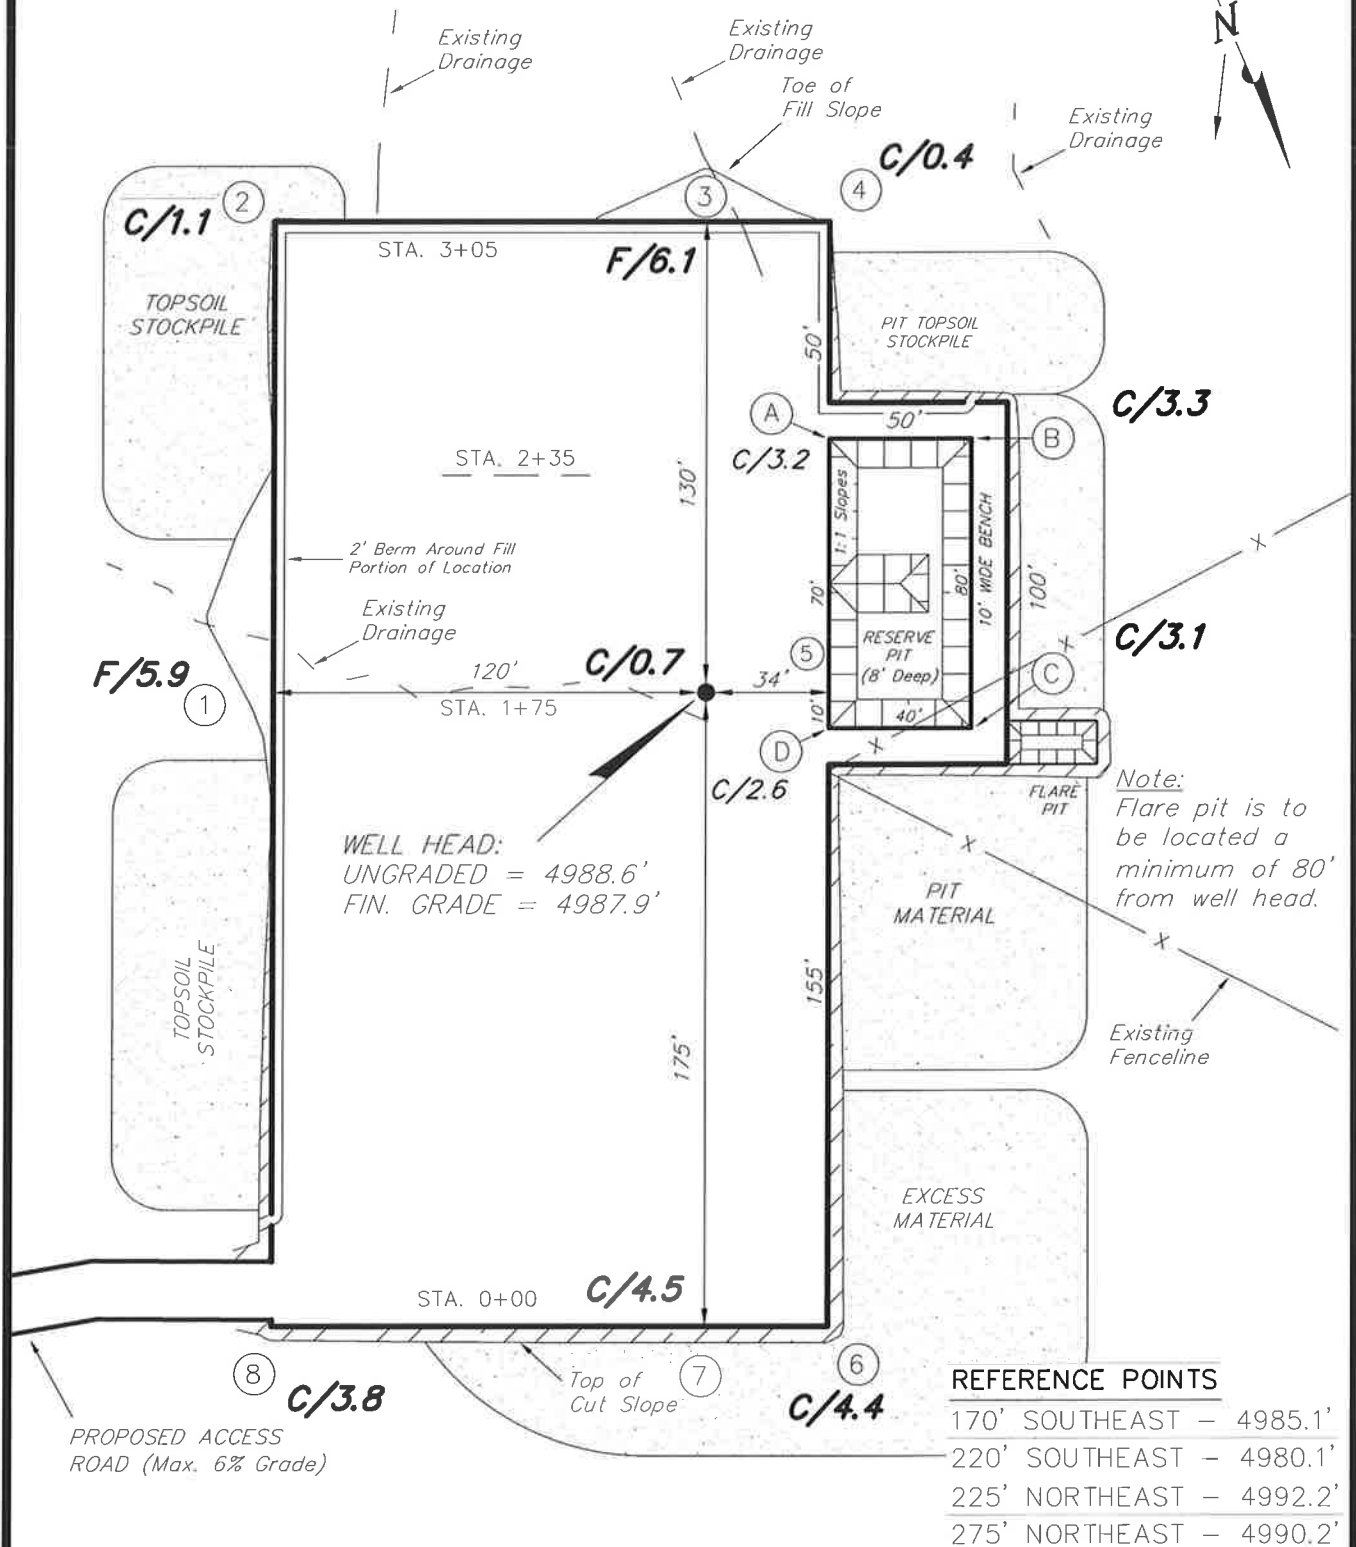 Existing
Drainage
Existing
Drainage
Toe of
Fill Slope
N
Existing
Drainage
C/0.4
4
3
2
C/1.1
STA. 3+05
F/6.1
TOPSOIL
STOCKPILE
50'
PIT TOPSOIL
STOCKPILE
C/3.3
A
50'
B
C/3.2
STA. 2+35
130'
1:1 Slopes
10' WIDE BENCH
2' Berm Around Fill
Portion of Location
70'
80'
100'
Existing
Drainage
X
X
RESERVE
PIT
(8' Deep)
C/3.1
F/5.9
1
120'
C/0.7
5
34'
C
STA. 1+75
10'
40'
D
X
C/2.6
FLARE
PIT
Note:
Flare pit is to
be located a
minimum of 80'
from well head.
WELL HEAD:
UNGRADED = 4988.6'
FIN. GRADE = 4987.9'
X
PIT
MATERIAL
X
TOPSOIL
STOCKPILE
155'
175'
Existing
Fenceline
EXCESS
MATERIAL
STA. 0+00
C/4.5
8
C/3.8
Top of
Cut Slope
7
6
C/4.4
PROPOSED ACCESS
ROAD (Max. 6% Grade)
REFERENCE POINTS
170' SOUTHEAST - 4985.1'
220' SOUTHEAST - 4980.1'
225' NORTHEAST - 4992.2'
275' NORTHEAST - 4990.2'